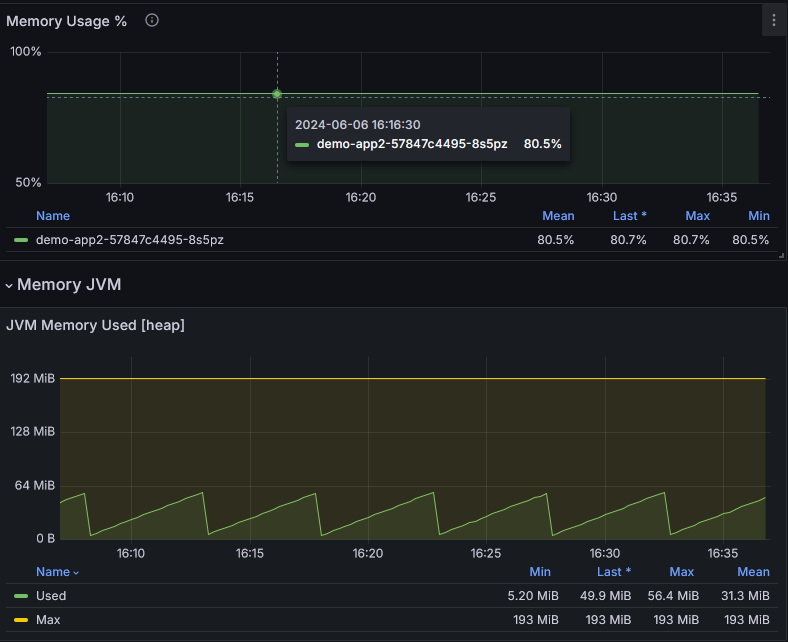 Memory Usage %
100%
2024-06-06 16:16:30
demo-app2-57847c4495-8s5pz 80.5%
50%
16:10 16:15 16:20 16:25 16:30 16:35
Name Mean Last * Max Min
demo-app2-57847c4495-8s5pz 80.5% 80.7% 80.7% 80.5%
Memory JVM
JVM Memory Used [heap]
192 MiB
128 MiB
64 MiB
0 B
16:10 16:15 16:20 16:25 16:30 16:35
Name Min Last * Max Mean
Used 5.20 MiB 49.9 MiB 56.4 MiB 31.3 MiB
Max 193 MiB 193 MiB 193 MiB 193 MiB